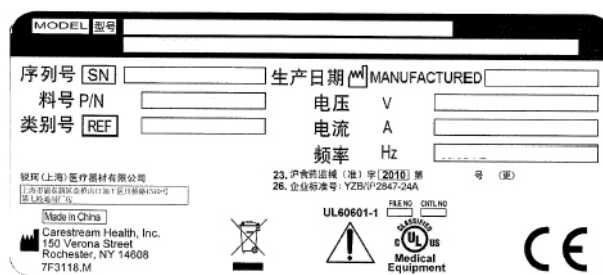 MODEL 型号
序列号 SN
生产日期 MANUFACTURED
料号 P/N
电压 V
类别号 REF
电流 A
频率 Hz
锐珂(上海)医疗器材有限公司
23. 沪食药监械(准)字 2010 第 号 (更)
26. 企业标准号: YZB/沪2847-24A
Made in China
Carestream Health, Inc.
150 Verona Street
Rochester, NY 14608
7F3118.M
UL60601-1
FILE NO CNTL NO
CLASSIFIED
C UL US
Medical
Equipment
CE